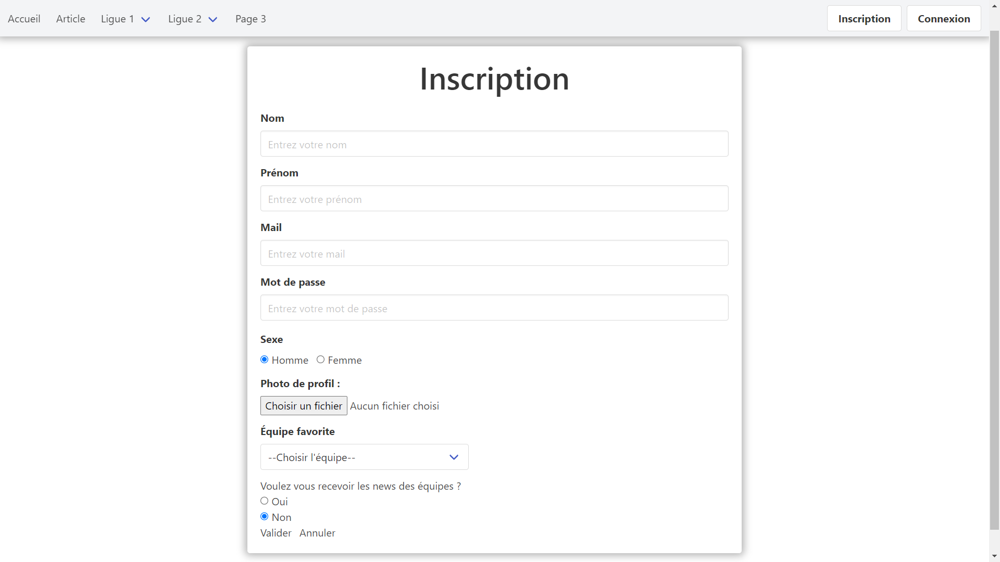 Accueil Article Ligue 1 Ligue 2 Page 3 Inscription Connexion
Inscription
Nom
Entrez votre nom
Prénom
Entrez votre prénom
Mail
Entrez votre mail
Mot de passe
Entrez votre mot de passe
Sexe
Homme Femme
Photo de profil :
Choisir un fichier Aucun fichier choisi
Équipe favorite
--Choisir l'équipe--
Voulez vous recevoir les news des équipes ?
Oui
Non
Valider Annuler